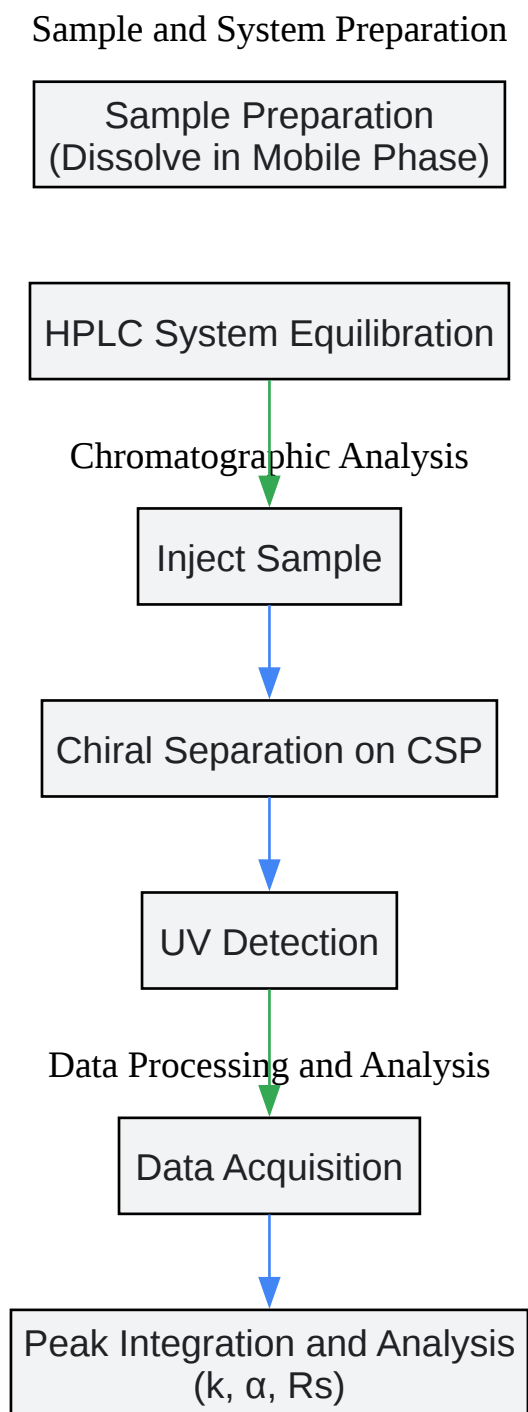 Sample and System Preparation
Sample Preparation
(Dissolve in Mobile Phase)
HPLC System Equilibration
Chromatographic Analysis
Inject Sample
Chiral Separation on CSP
UV Detection
Data Processing and Analysis
Data Acquisition
Peak Integration and Analysis
(k, α, Rs)